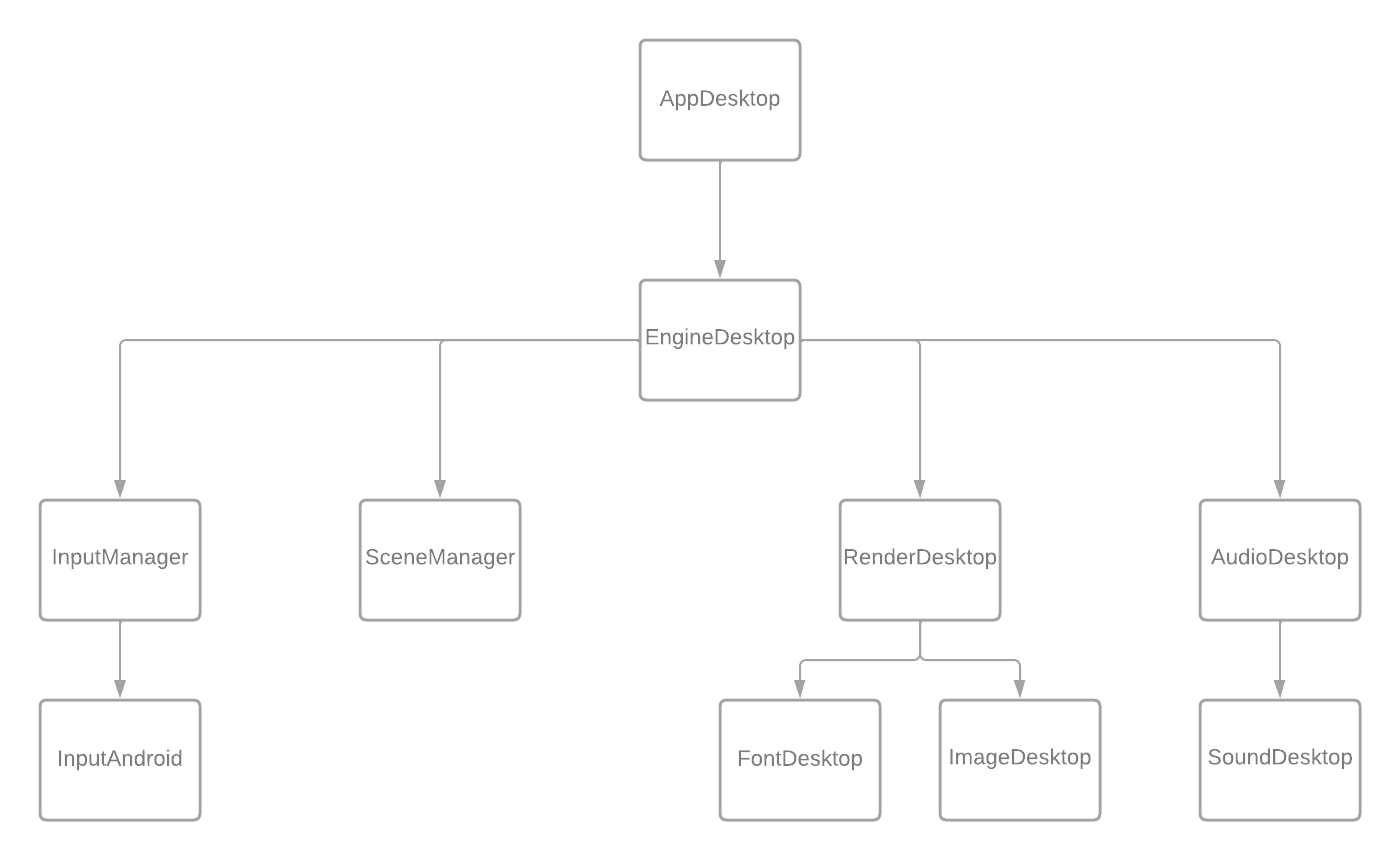 AppDesktop
EngineDesktop
InputManager
SceneManager
RenderDesktop
AudioDesktop
InputAndroid
FontDesktop
ImageDesktop
SoundDesktop